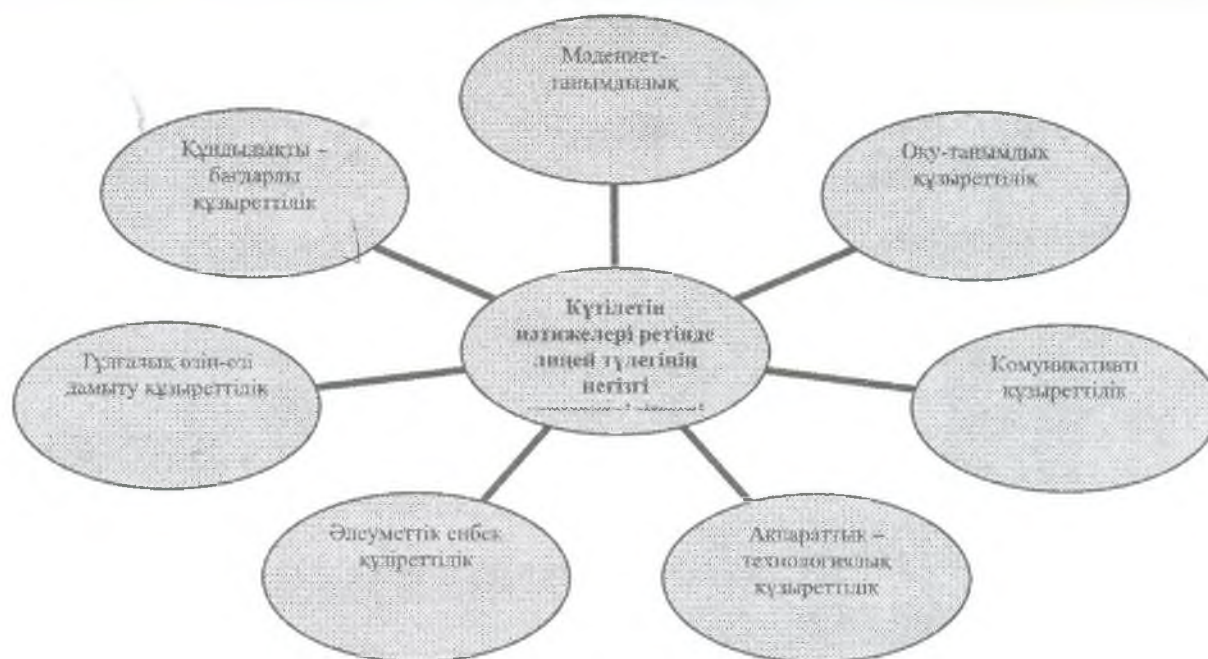 Мәдениет-
танымдылық
Құндылықты –
бағдарлы
құзыреттілік
Оқу-танымдық
құзыреттілік
Күтілетін
нәтижелері ретінде
лицей түлегінің
негізгі
Тұлғалық өзін-өзі
дамыту құзыреттілік
Комуникативті
құзыреттілік
Әлеуметтік еңбек
құзіреттілік
Ақпараттық –
технологиялық
құзыреттілік